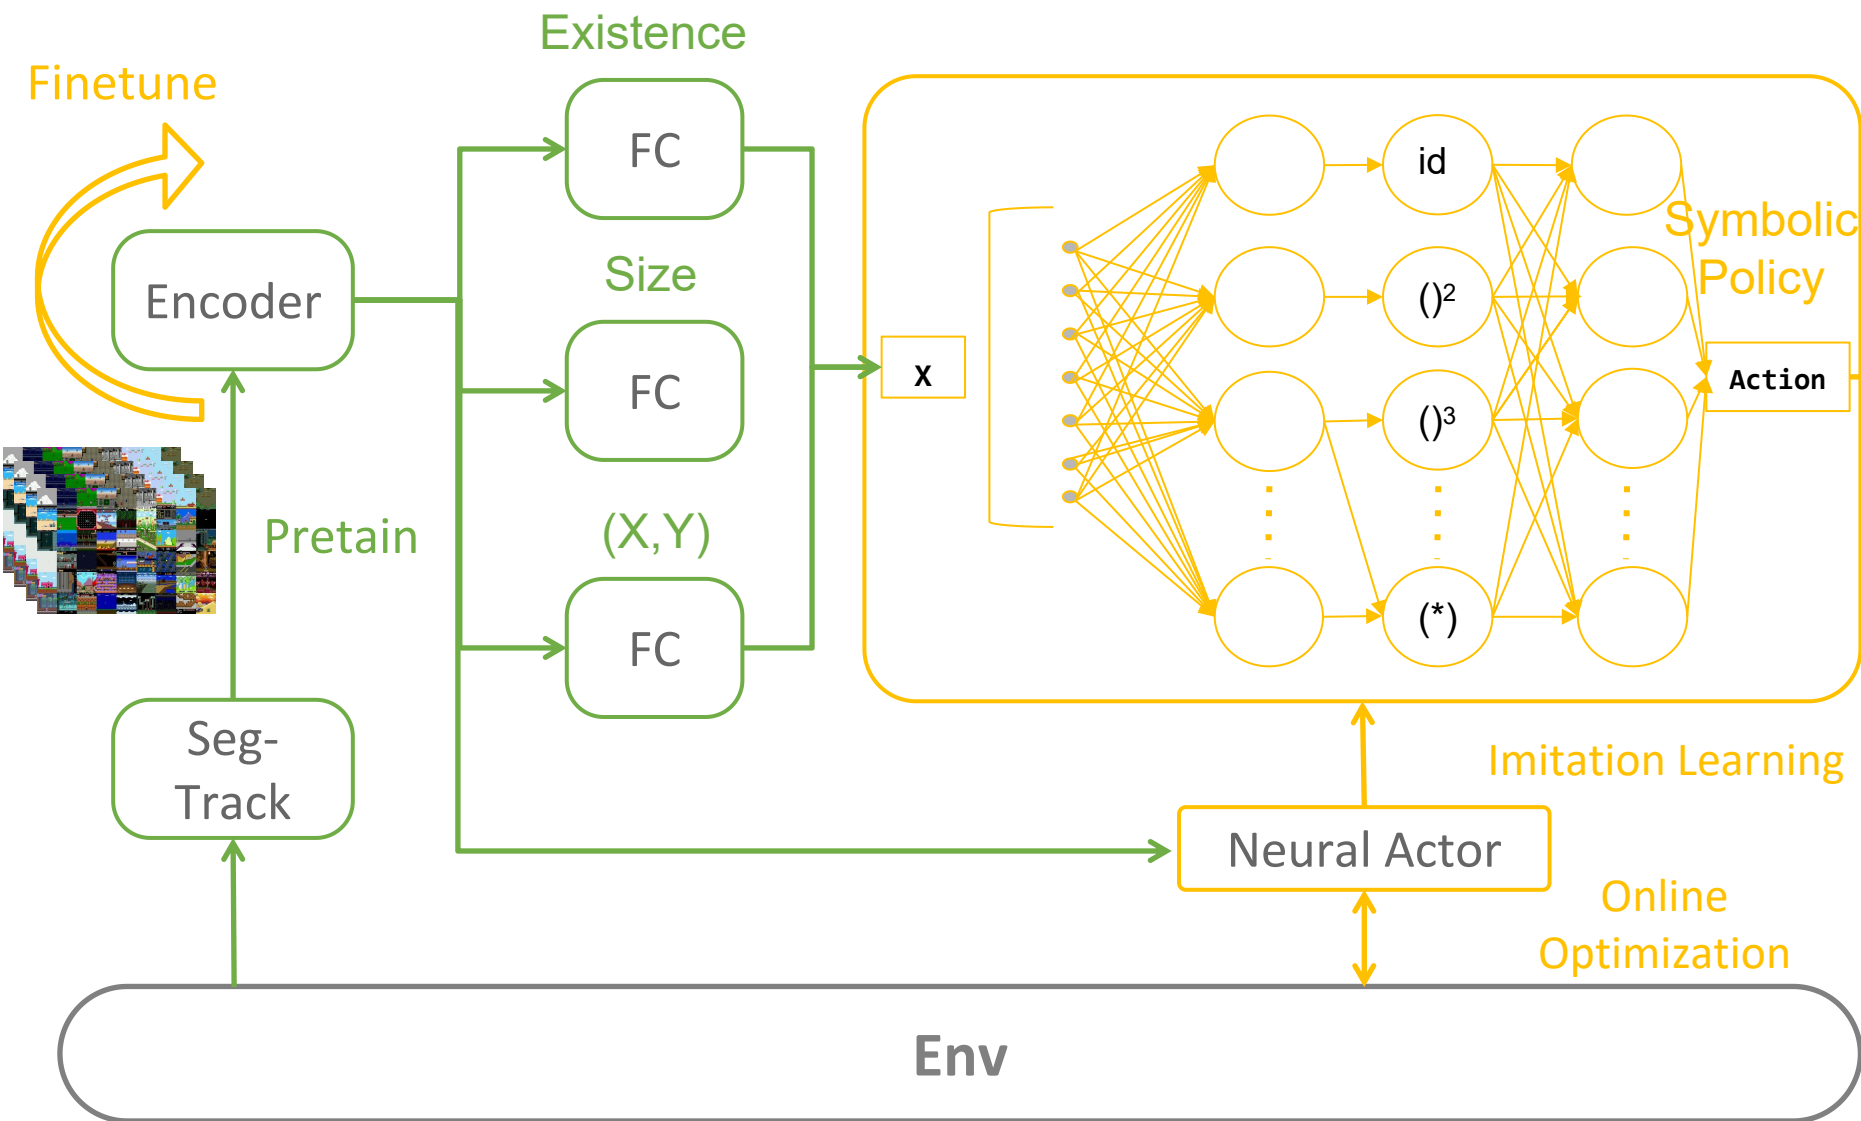 Existence
Finetune
FC
id
Symbolic
Policy
Size
Encoder
()²
FC
X
Action
()³
(X,Y)
Pretain
FC
(*)
Seg-
Track
Imitation Learning
Neural Actor
Online
Optimization
Env